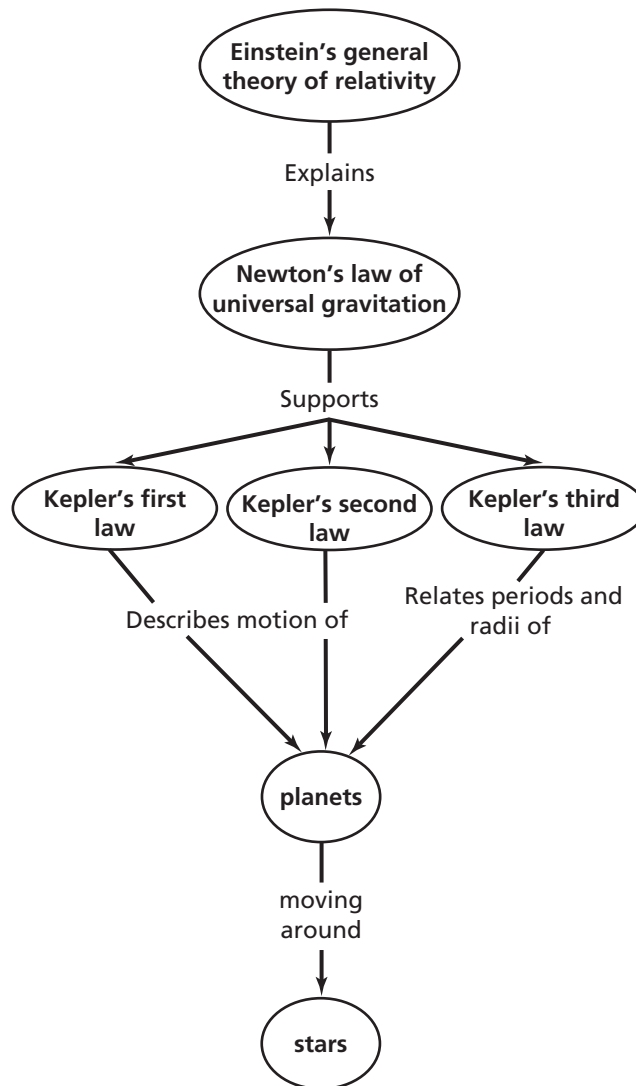 Einstein's general
theory of relativity
Explains
Newton's law of
universal gravitation
Supports
Kepler's first
law
Kepler's second
law
Kepler's third
law
Describes motion of
Relates periods and
radii of
planets
moving
around
stars